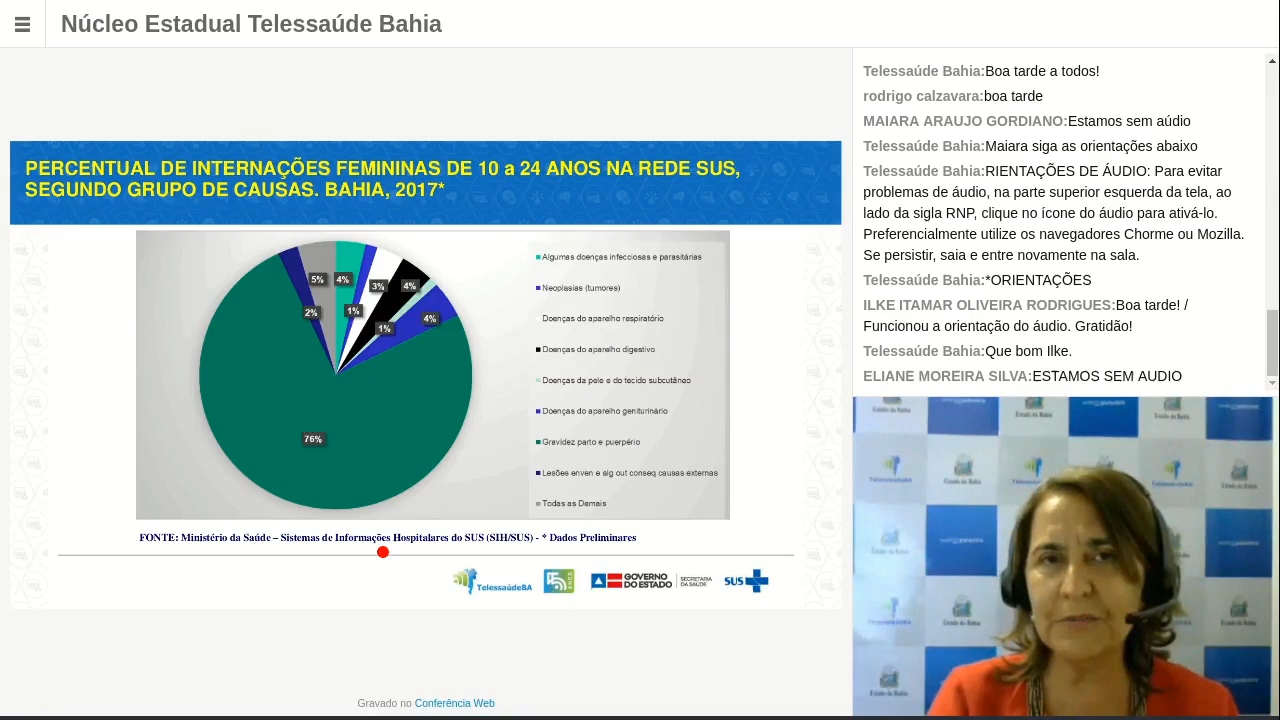 Núcleo Estadual Telessaúde Bahia
PERCENTUAL DE INTERNAÇÕES FEMININAS DE 10 a 24 ANOS NA REDE SUS,
SEGUNDO GRUPO DE CAUSAS. BAHIA, 2017*
5%
4%
3%
4%
2%
1%
1%
4%
76%
Algumas doenças infecciosas e parasitárias
Neoplasias (tumores)
Doenças do aparelho respiratório
Doenças do aparelho digestivo
Doenças da pele e do tecido subcutâneo
Doenças do aparelho geniturinário
Gravidez parto e puerpério
Lesões enven e alg out conseq causas externas
Todas as Demais
FONTE: Ministério da Saúde – Sistemas de Informações Hospitalares do SUS (SIH/SUS) - * Dados Preliminares
TelessaúdeBA
GOVERNO
DO ESTADO
SECRETARIA
DA SAÚDE
SUS
Gravado no Conferência Web
Telessaúde Bahia:Boa tarde a todos!
rodrigo calzavara:boa tarde
MAIARA ARAUJO GORDIANO:Estamos sem aúdio
Telessaúde Bahia:Maiara siga as orientações abaixo
Telessaúde Bahia:RIENTAÇÕES DE ÁUDIO: Para evitar
problemas de áudio, na parte superior esquerda da tela, ao
lado da sigla RNP, clique no ícone do áudio para ativá-lo.
Preferencialmente utilize os navegadores Chorme ou Mozilla.
Se persistir, saia e entre novamente na sala.
Telessaúde Bahia:*ORIENTAÇÕES
ILKE ITAMAR OLIVEIRA RODRIGUES:Boa tarde! /
Funcionou a orientação do áudio. Gratidão!
Telessaúde Bahia:Que bom Ilke.
ELIANE MOREIRA SILVA:ESTAMOS SEM AUDIO